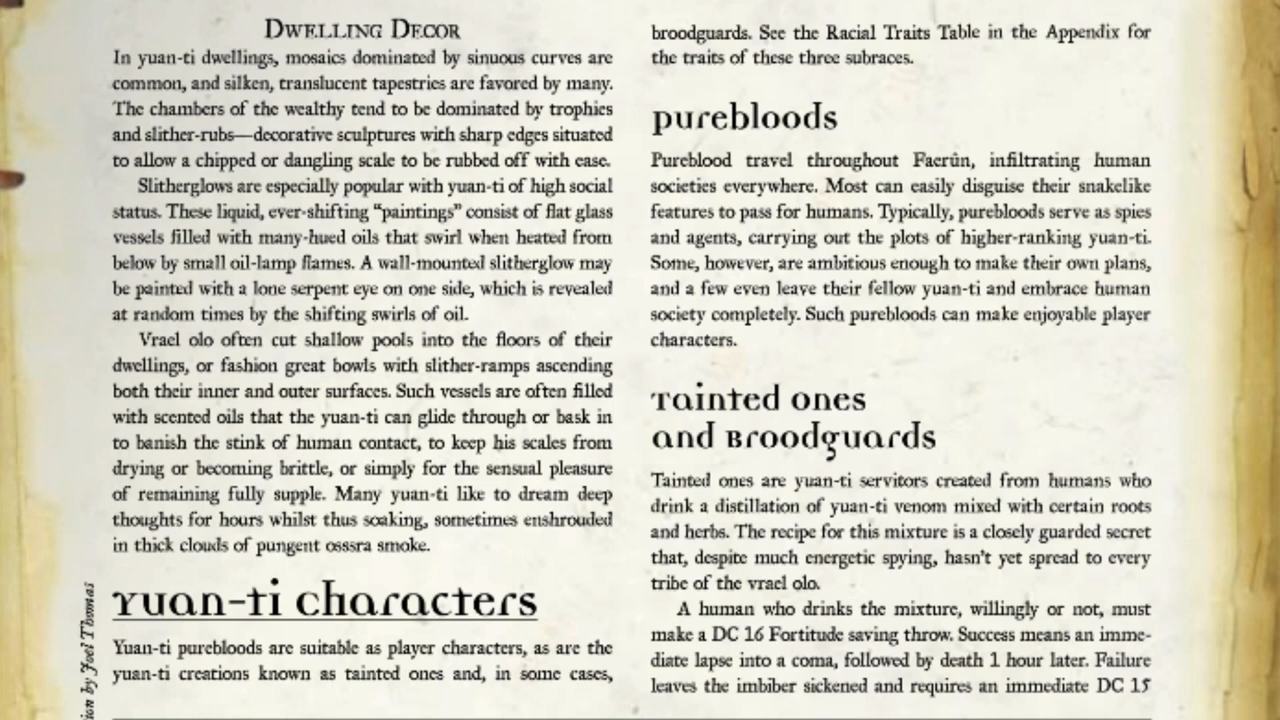 Dwelling Decor
In yuan-ti dwellings, mosaics dominated by sinuous curves are
common, and silken, translucent tapestries are favored by many.
The chambers of the wealthy tend to be dominated by trophies
and slither-rubs—decorative sculptures with sharp edges situated
to allow a chipped or dangling scale to be rubbed off with ease.
Slitherglows are especially popular with yuan-ti of high social
status. These liquid, ever-shifting “paintings” consist of flat glass
vessels filled with many-hued oils that swirl when heated from
below by small oil-lamp flames. A wall-mounted slitherglow may
be painted with a lone serpent eye on one side, which is revealed
at random times by the shifting swirls of oil.
Vrael olo often cut shallow pools into the floors of their
dwellings, or fashion great bowls with slither-ramps ascending
both their inner and outer surfaces. Such vessels are often filled
with scented oils that the yuan-ti can glide through or bask in
to banish the stink of human contact, to keep his scales from
drying or becoming brittle, or simply for the sensual pleasure
of remaining fully supple. Many yuan-ti like to dream deep
thoughts for hours whilst thus soaking, sometimes enshrouded
in thick clouds of pungent osssra smoke.
Yuan-ti characters
Yuan-ti purebloods are suitable as player characters, as are the
yuan-ti creations known as tainted ones and, in some cases,
broodguards. See the Racial Traits Table in the Appendix for
the traits of these three subraces.
purebloods
Pureblood travel throughout Faerûn, infiltrating human
societies everywhere. Most can easily disguise their snakelike
features to pass for humans. Typically, purebloods serve as spies
and agents, carrying out the plots of higher-ranking yuan-ti.
Some, however, are ambitious enough to make their own plans,
and a few even leave their fellow yuan-ti and embrace human
society completely. Such purebloods can make enjoyable player
characters.
Tainted ones
and Broodguards
Tainted ones are yuan-ti servitors created from humans who
drink a distillation of yuan-ti venom mixed with certain roots
and herbs. The recipe for this mixture is a closely guarded secret
that, despite much energetic spying, hasn’t yet spread to every
tribe of the vrael olo.
A human who drinks the mixture, willingly or not, must
make a DC 16 Fortitude saving throw. Success means an imme-
diate lapse into a coma, followed by death 1 hour later. Failure
leaves the imbiber sickened and requires an immediate DC 15
ion by Joel Thomas